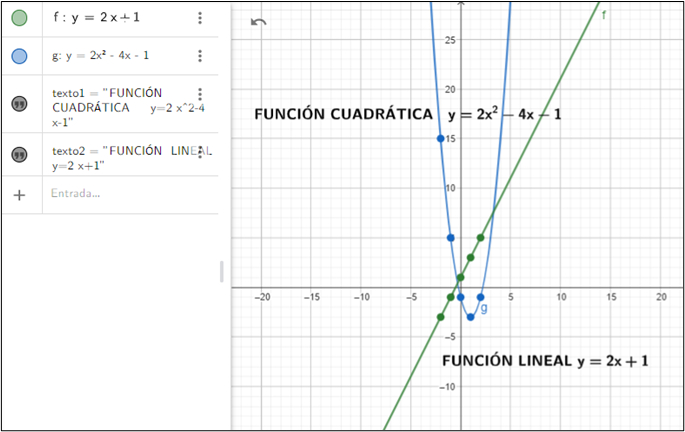 f : y = 2 x + 1
g: y = 2x² - 4x - 1
texto1 = "FUNCIÓN
CUADRÁTICA y=2 x^2-4
x-1"
texto2 = "FUNCIÓN LINEAL
y=2 x+1"
+ Entrada...
f
25
20
FUNCIÓN CUADRÁTICA y = 2x² − 4x − 1
15
10
5
−20 −15 −10 −5 0 5 10 15 20
g
−5
FUNCIÓN LINEAL y = 2x + 1
−10